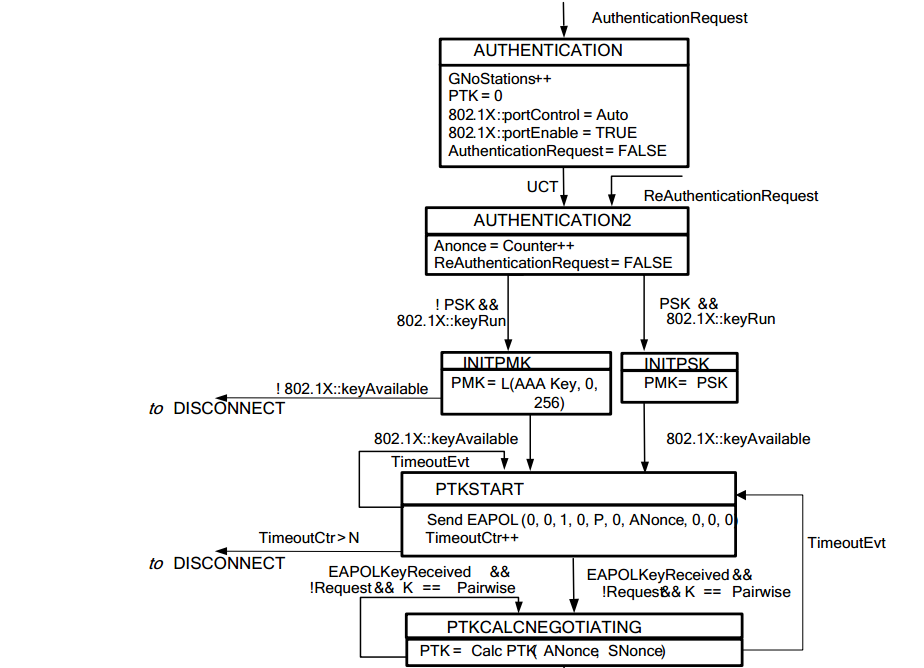 AuthenticationRequest
AUTHENTICATION
GNoStations++
PTK = 0
802.1X::portControl = Auto
802.1X::portEnable = TRUE
AuthenticationRequest = FALSE
UCT
ReAuthenticationRequest
AUTHENTICATION2
Anonce = Counter++
ReAuthenticationRequest = FALSE
! PSK &&
802.1X::keyRun
PSK &&
802.1X::keyRun
INITPMK
PMK = L(AAA Key, 0,
256)
INITPSK
PMK = PSK
! 802.1X::keyAvailable
to DISCONNECT
802.1X::keyAvailable
802.1X::keyAvailable
TimeoutEvt
PTKSTART
Send EAPOL (0, 0, 1, 0, P, 0, ANonce, 0, 0, 0)
TimeoutCtr++
TimeoutCtr > N
to DISCONNECT
TimeoutEvt
EAPOLKeyReceived &&
!Request && K == Pairwise
EAPOLKeyReceived &&
!Request && K == Pairwise
PTKCALCNEGOTIATING
PTK = Calc PTK( ANonce, SNonce)